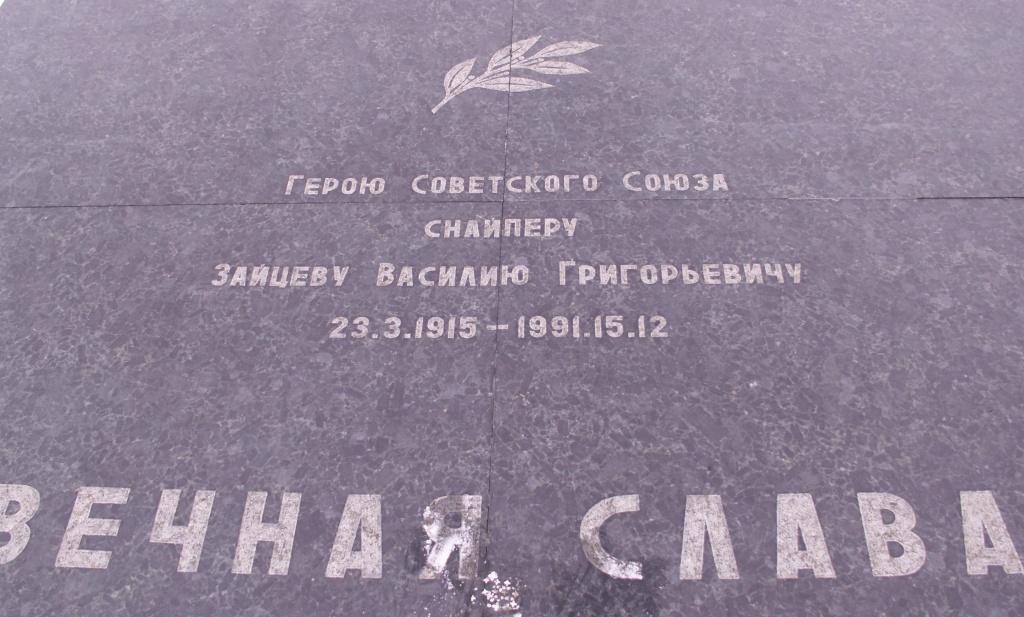 Герою Советского Союза
снайперу
Зайцеву Василию Григорьевичу
23.3.1915 – 1991.15.12
ВЕЧНАЯ СЛАВА